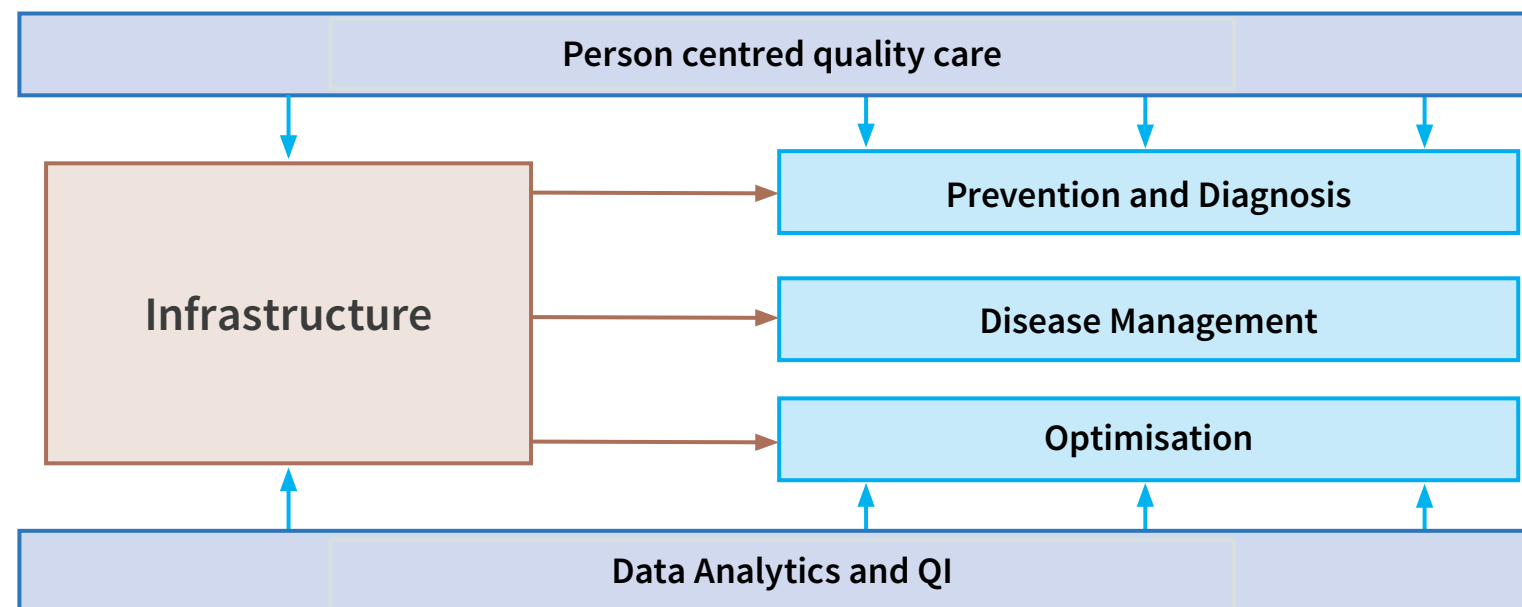 Person centred quality care
Prevention and Diagnosis
Infrastructure
Disease Management
Optimisation
Data Analytics and QI